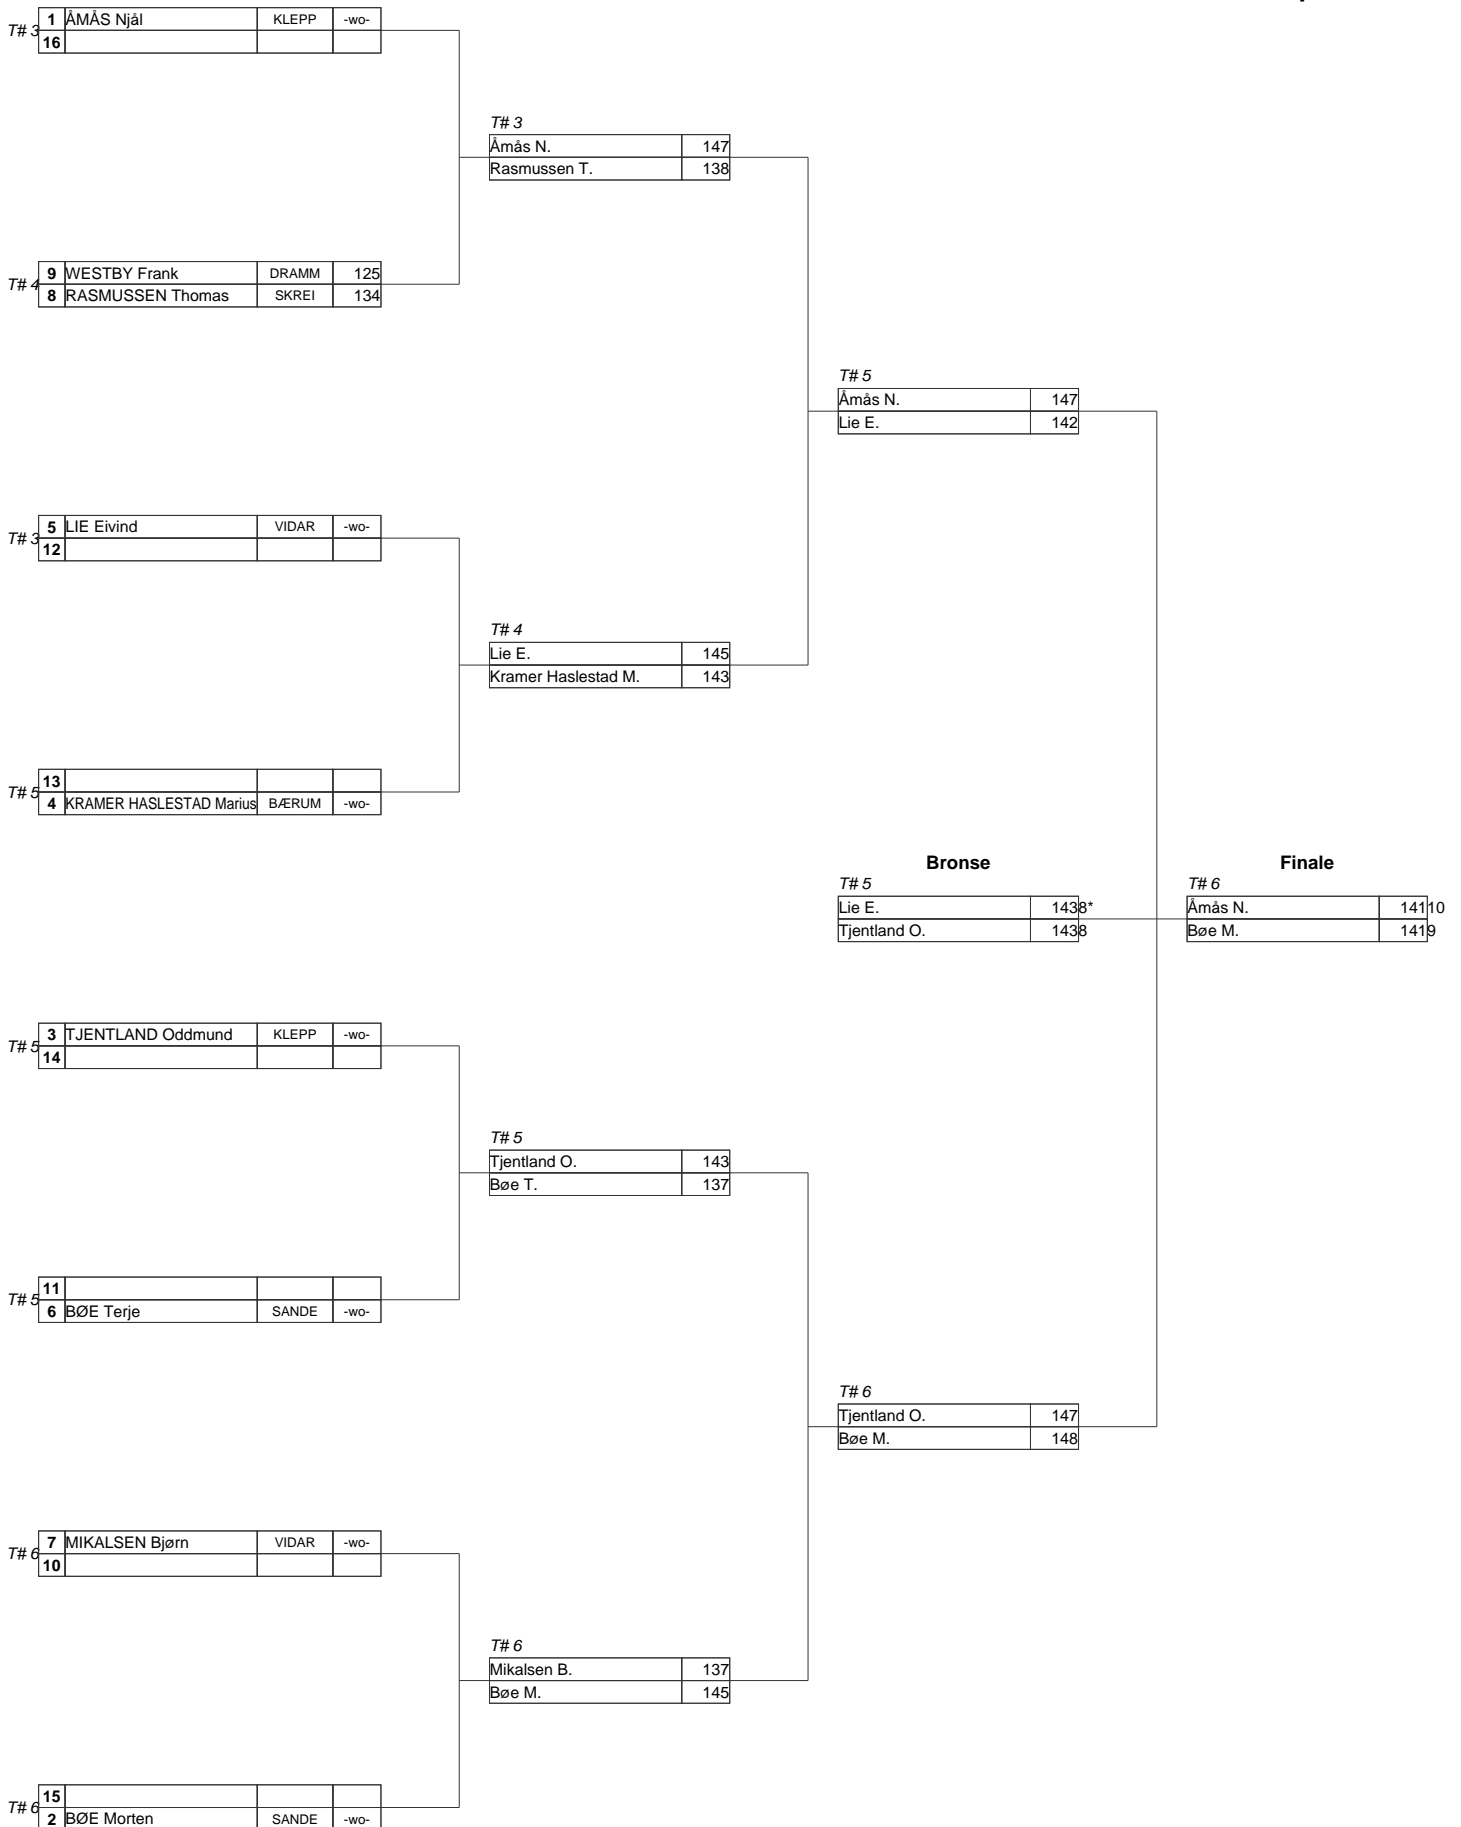 T# 3
1 ÅMÅS Njål KLEPP -wo-
16
T# 3
Åmås N. 147
Rasmussen T. 138
T# 4
9 WESTBY Frank DRAMM 125
8 RASMUSSEN Thomas SKREI 134
T# 5
Åmås N. 147
Lie E. 142
T# 3
5 LIE Eivind VIDAR -wo-
12
T# 4
Lie E. 145
Kramer Haslestad M. 143
T# 5
13
4 KRAMER HASLESTAD Marius BÆRUM -wo-
Bronse
T# 5
Lie E. 143 8*
Tjentland O. 143 8
Finale
T# 6
Åmås N. 141 10
Bøe M. 141 9
T# 5
3 TJENTLAND Oddmund KLEPP -wo-
14
T# 5
Tjentland O. 143
Bøe T. 137
T# 5
11
6 BØE Terje SANDE -wo-
T# 6
Tjentland O. 147
Bøe M. 148
T# 6
7 MIKALSEN Bjørn VIDAR -wo-
10
T# 6
Mikalsen B. 137
Bøe M. 145
T# 6
15
2 BØE Morten SANDE -wo-